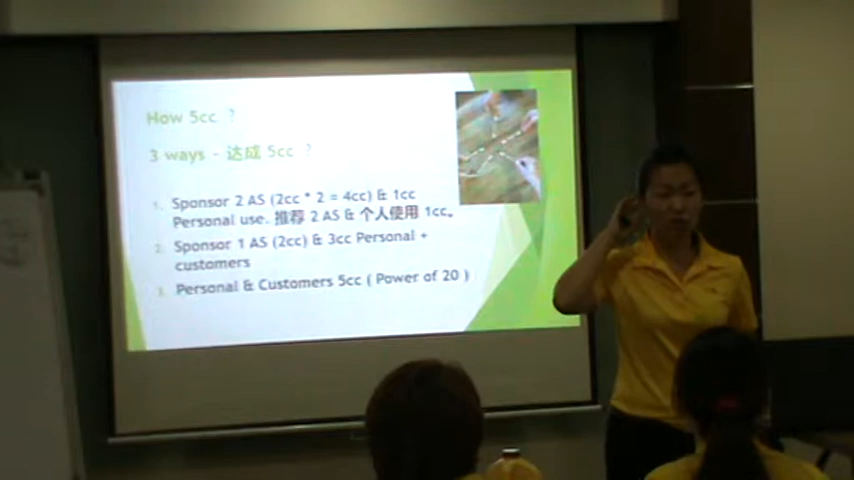 How 5cc ?
3 ways - 达成 5cc ?
1. Sponsor 2 AS (2cc * 2 = 4cc) & 1cc
Personal use. 推荐 2 AS & 个人使用 1cc。
2. Sponsor 1 AS (2cc) & 3cc Personal +
customers
3. Personal & Customers 5cc ( Power of 20 )